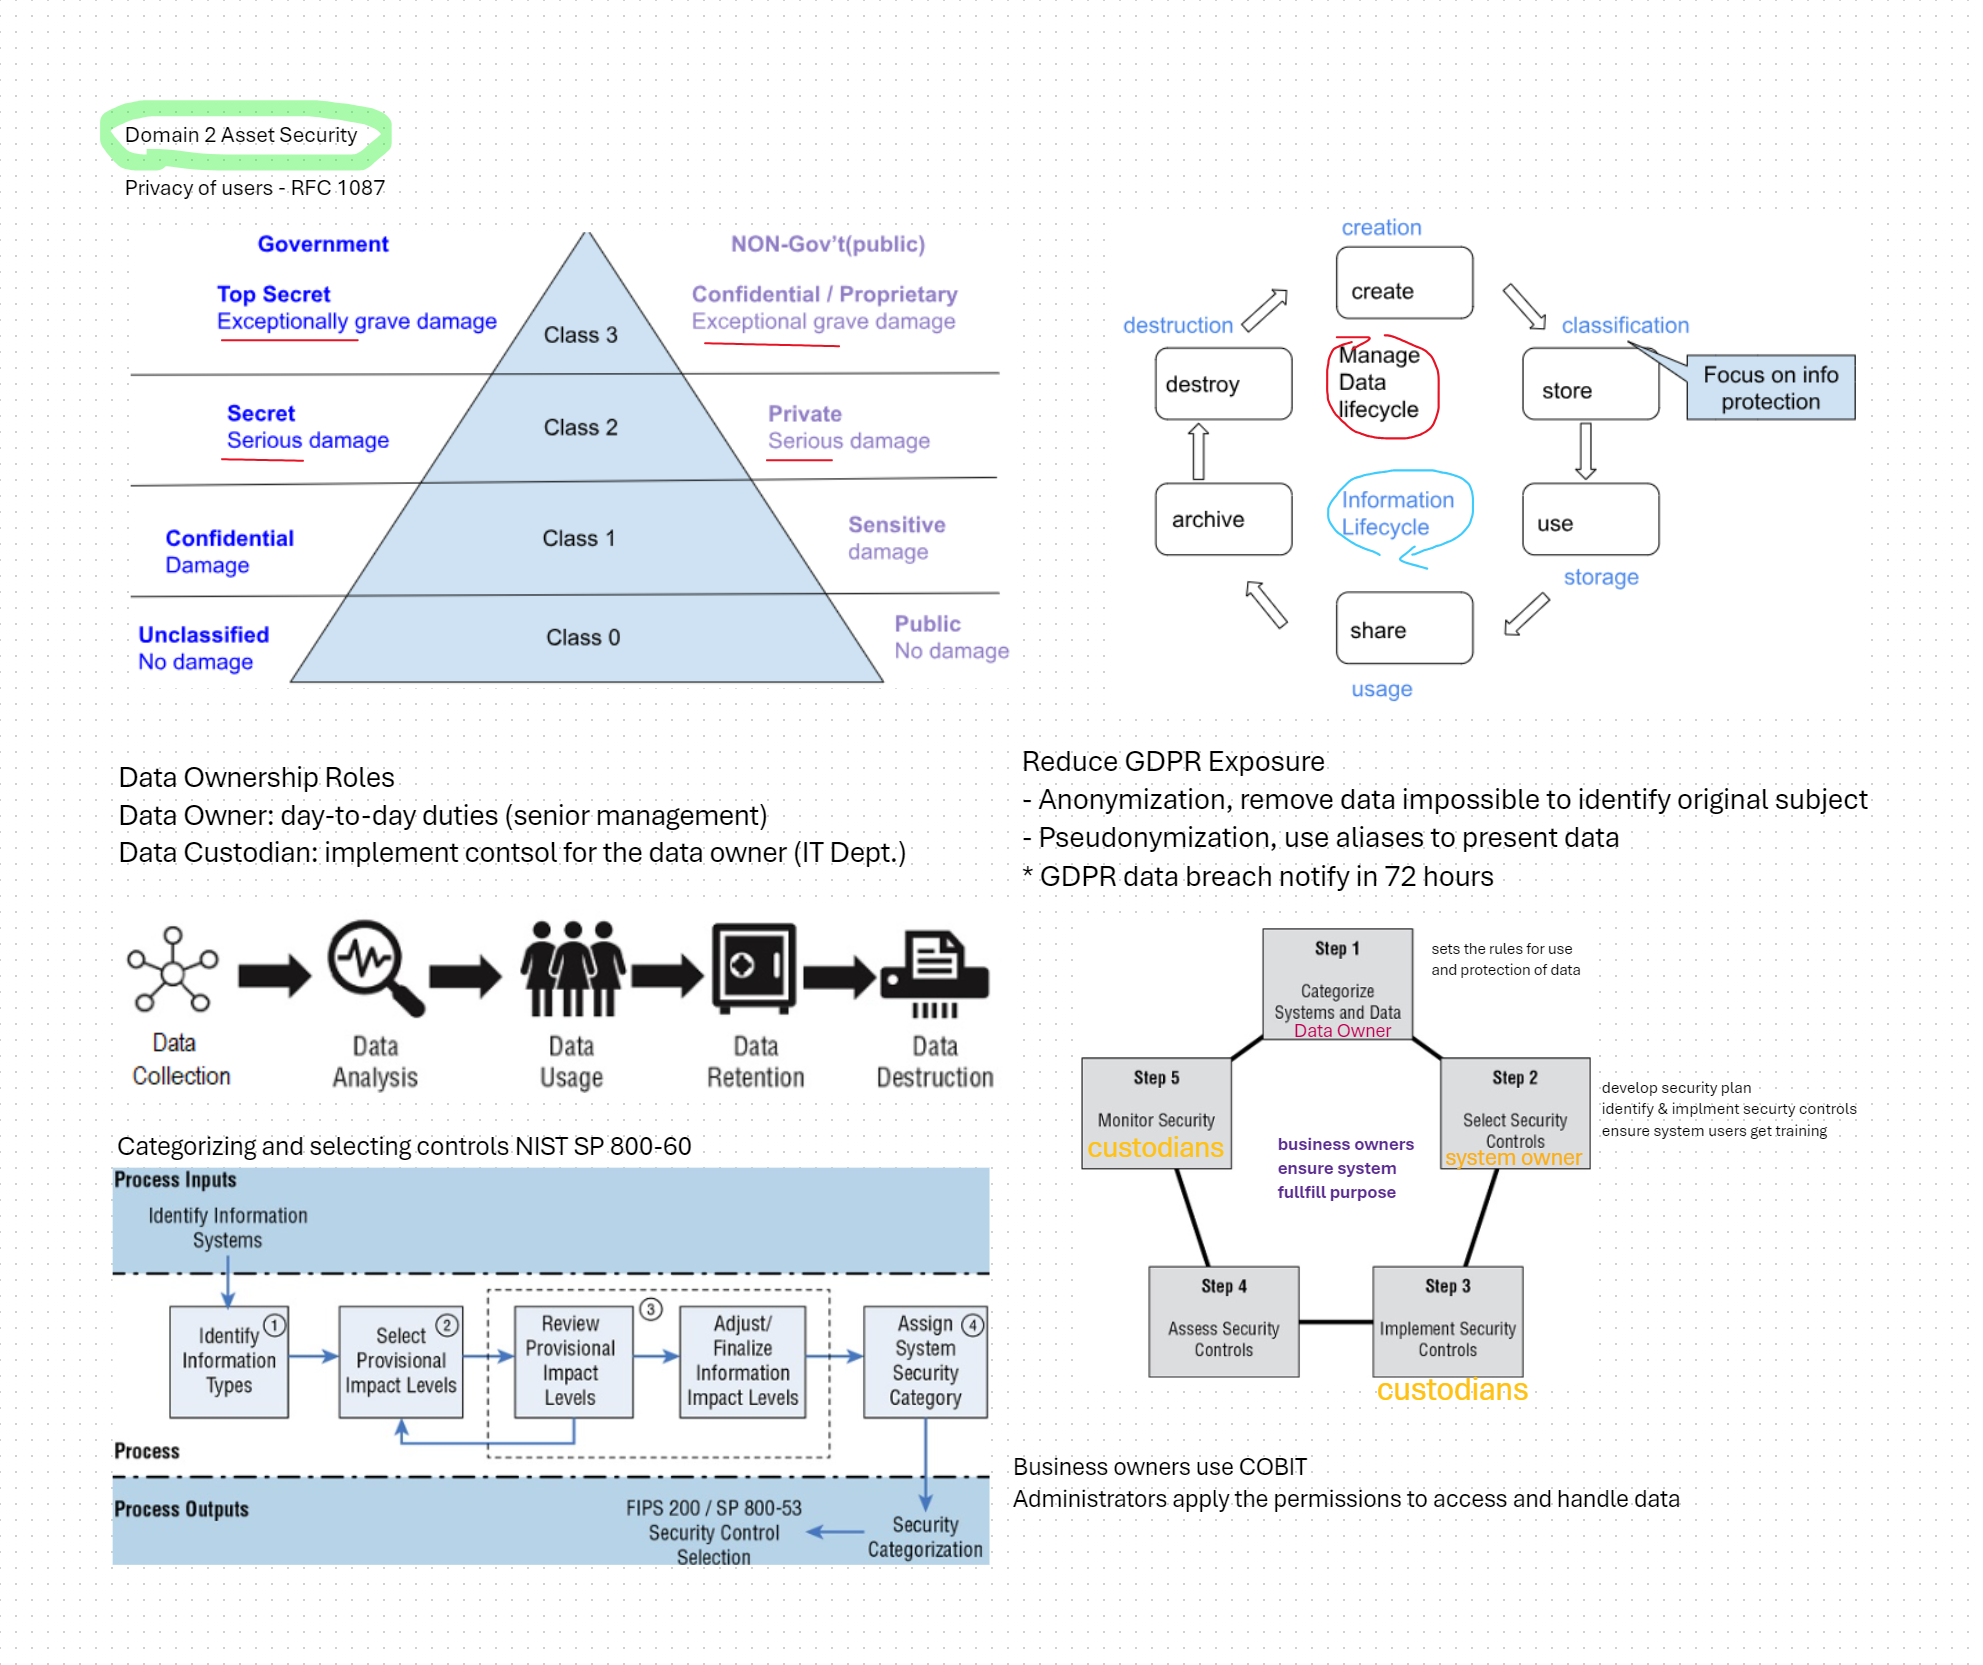 Domain 2 Asset Security
Privacy of users - RFC 1087
Government
NON-Gov't(public)
Top Secret
Exceptionally grave damage
Class 3
Confidential / Proprietary
Exceptional grave damage
Secret
Serious damage
Class 2
Private
Serious damage
Confidential
Damage
Class 1
Sensitive
damage
Unclassified
No damage
Class 0
Public
No damage
creation
create
destruction
classification
Manage
Data
lifecycle
destroy
store
Focus on info
protection
archive
Information
Lifecycle
use
storage
share
usage
Data Ownership Roles
Data Owner: day-to-day duties (senior management)
Data Custodian: implement contsol for the data owner (IT Dept.)
Reduce GDPR Exposure
- Anonymization, remove data impossible to identify original subject
- Pseudonymization, use aliases to present data
* GDPR data breach notify in 72 hours
Data
Collection
Data
Analysis
Data
Usage
Data
Retention
Data
Destruction
Step 1
Categorize
Systems and Data
Data Owner
sets the rules for use
and protection of data
Step 5
Monitor Security
custodians
Step 2
Select Security
Controls
system owner
develop security plan
identify & implment securty controls
ensure system users get training
business owners
ensure system
fullfill purpose
Step 4
Assess Security
Controls
Step 3
Implement Security
Controls
custodians
Categorizing and selecting controls NIST SP 800-60
Process Inputs
Identify Information
Systems
1
Identify
Information
Types
2
Select
Provisional
Impact Levels
3
Review
Provisional
Impact
Levels
Adjust/
Finalize
Information
Impact Levels
4
Assign
System
Security
Category
Process
Process Outputs
FIPS 200 / SP 800-53
Security Control
Selection
Security
Categorization
Business owners use COBIT
Administrators apply the permissions to access and handle data